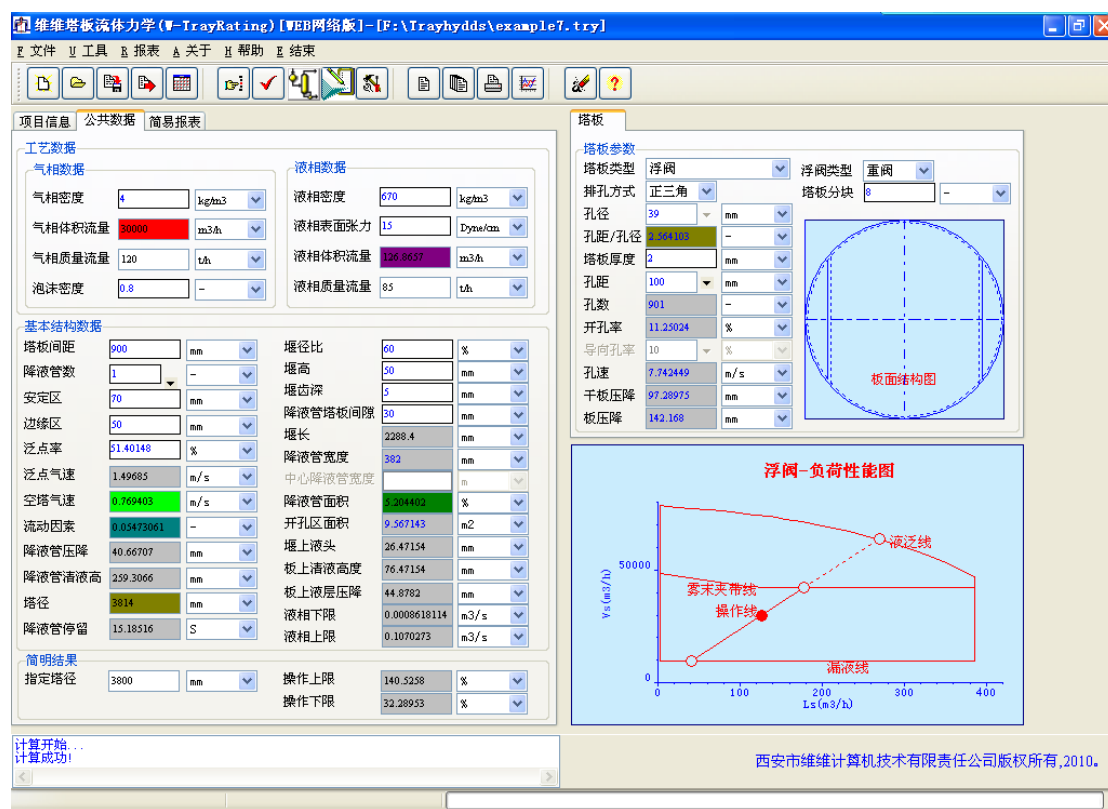 维维塔板流体力学(W-TrayRating)[WEB网络版]-[F:\Trayhydds\example7.try]
F 文件 U 工具 R 报表 A 关于 H 帮助 E 结束
项目信息 公共数据 简易报表
工艺数据
气相数据
气相密度 4 kg/m3
气相体积流量 30000 m3/h
气相质量流量 120 t/h
泡沫密度 0.8 -
液相数据
液相密度 670 kg/m3
液相表面张力 15 Dyne/cm
液相体积流量 126.8657 m3/h
液相质量流量 85 t/h
基本结构数据
塔板间距 900 mm
降液管数 1 -
安定区 70 mm
边缘区 50 mm
泛点率 51.40148 %
泛点气速 1.49685 m/s
空塔气速 0.769403 m/s
流动因素 0.05473061 -
降液管压降 40.66707 mm
降液管清液高 259.3066 mm
塔径 3814 mm
降液管停留 15.18516 S
堰径比 60 %
堰高 50 mm
堰齿深 5 mm
降液管塔板间隙 30 mm
堰长 2288.4 mm
降液管宽度 382 mm
中心降液管宽度 m
降液管面积 5.204402 %
开孔区面积 9.567143 m2
堰上液头 26.47154 mm
板上清液高度 76.47154 mm
板上液层压降 44.8782 mm
液相下限 0.0008618114 m3/s
液相上限 0.1070273 m3/s
简明结果
指定塔径 3800 mm
操作上限 140.5258 %
操作下限 32.28953 %
计算开始...
计算成功!
塔板
塔板参数
塔板类型 浮阀 浮阀类型 重阀
排孔方式 正三角 塔板分块 8 -
孔径 39 mm
孔距/孔径 2.564103 -
塔板厚度 2 mm
孔距 100 mm
孔数 901 -
开孔率 11.25024 %
导向孔率 10 %
孔速 7.742449 m/s
干板压降 97.28975 mm
板压降 142.168 mm
板面结构图
浮阀-负荷性能图
液泛线
雾末夹带线
操作线
漏液线
Vs(m3/h)
50000
0
0 100 200 300 400
Ls(m3/h)
西安市维维计算机技术有限责任公司版权所有,2010。